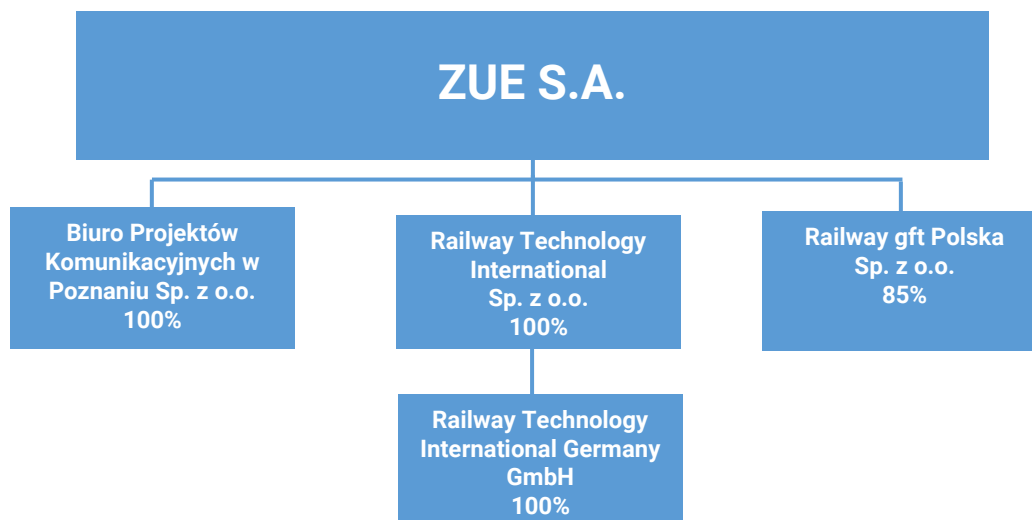 ZUE S.A.
Biuro Projektów
Komunikacyjnych w
Poznaniu Sp. z o.o.
100%
Railway Technology
International
Sp. z o.o.
100%
Railway gft Polska
Sp. z o.o.
85%
Railway Technology
International Germany
GmbH
100%